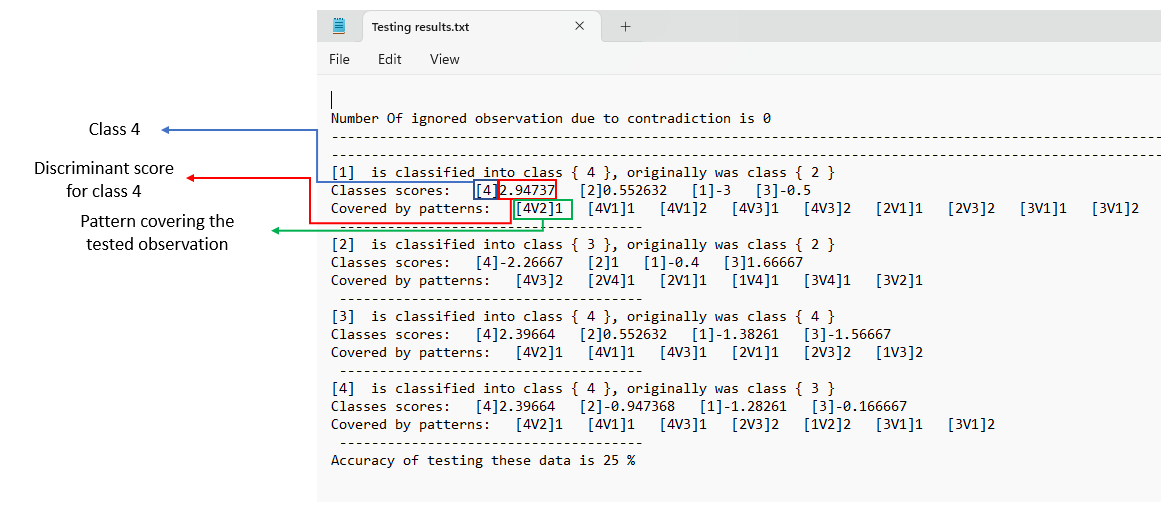 Testing results.txt
File Edit View
Number Of ignored observation due to contradiction is 0
--------------------------------------------------------------------------------------------------------
--------------------------------------------------------------------------------------------------------
Class 4
Discriminant score
for class 4
Pattern covering the
tested observation
[1]  is classified into class { 4 }, originally was class { 2 }
Classes scores:   [4]2.94737   [2]0.552632   [1]-3   [3]-0.5
Covered by patterns:   [4V2]1   [4V1]1   [4V1]2   [4V3]1   [4V3]2   [2V1]1   [2V3]2   [3V1]1   [3V1]2
--------------------------------------
[2]  is classified into class { 3 }, originally was class { 2 }
Classes scores:   [4]-2.26667   [2]1   [1]-0.4   [3]1.66667
Covered by patterns:   [4V3]2   [2V4]1   [2V1]1   [1V4]1   [3V4]1   [3V2]1
--------------------------------------
[3]  is classified into class { 4 }, originally was class { 4 }
Classes scores:   [4]2.39664   [2]0.552632   [1]-1.38261   [3]-1.56667
Covered by patterns:   [4V2]1   [4V1]1   [4V3]1   [2V1]1   [2V3]2   [1V3]2
--------------------------------------
[4]  is classified into class { 4 }, originally was class { 3 }
Classes scores:   [4]2.39664   [2]-0.947368   [1]-1.28261   [3]-0.166667
Covered by patterns:   [4V2]1   [4V1]1   [4V3]1   [2V3]2   [1V2]2   [3V1]1   [3V1]2
--------------------------------------
Accuracy of testing these data is 25 %